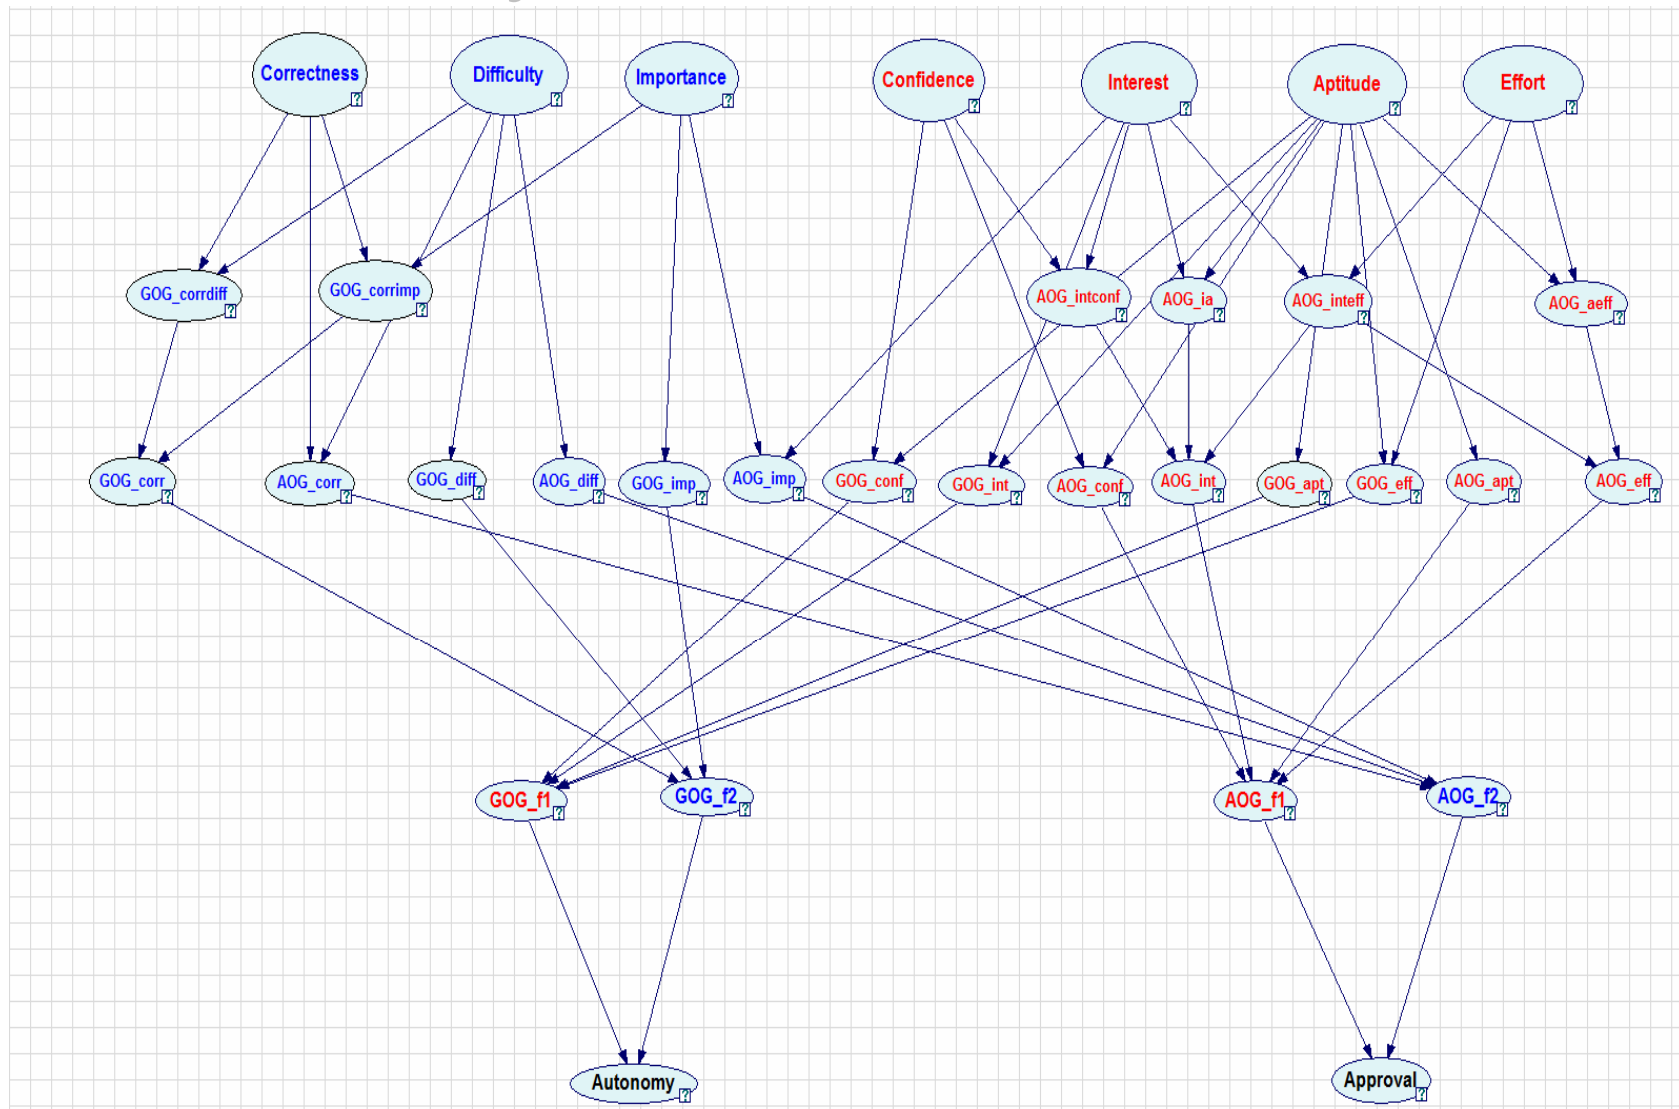 Correctness
?
Difficulty
?
Importance
?
Confidence
?
Interest
?
Aptitude
?
Effort
?
GOG_corrdiff
?
GOG_corrimp
?
AOG_intconf
?
AOG_ia
?
AOG_inteff
?
AOG_aeff
?
GOG_corr
?
AOG_corr
?
GOG_diff
?
AOG_diff
?
GOG_imp
?
AOG_imp
?
GOG_conf
?
GOG_int
?
AOG_conf
?
AOG_int
?
GOG_apt
?
GOG_eff
?
AOG_apt
?
AOG_eff
?
GOG_f1
?
GOG_f2
?
AOG_f1
?
AOG_f2
?
Autonomy
?
Approval
?